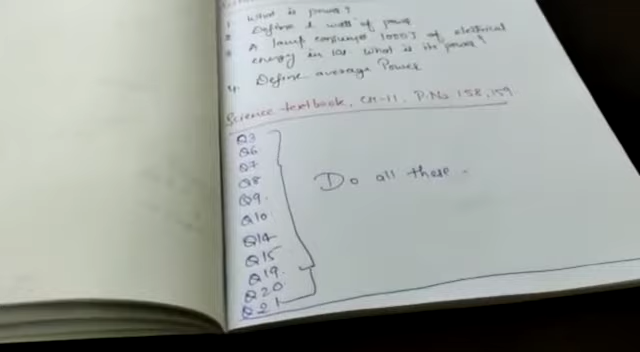 1. What is power?
2. Define 1 watt of power
3. A lamp consumes 1000J of electrical
energy in 10s. What is its power?
4. Define average Power
Science textbook, CH-11. P.No 158, 159.
Q3
Q6
Q7
Q8
Q9.
Q10
Q14
Q15
Q19.
Q20
Q21
Do all these.